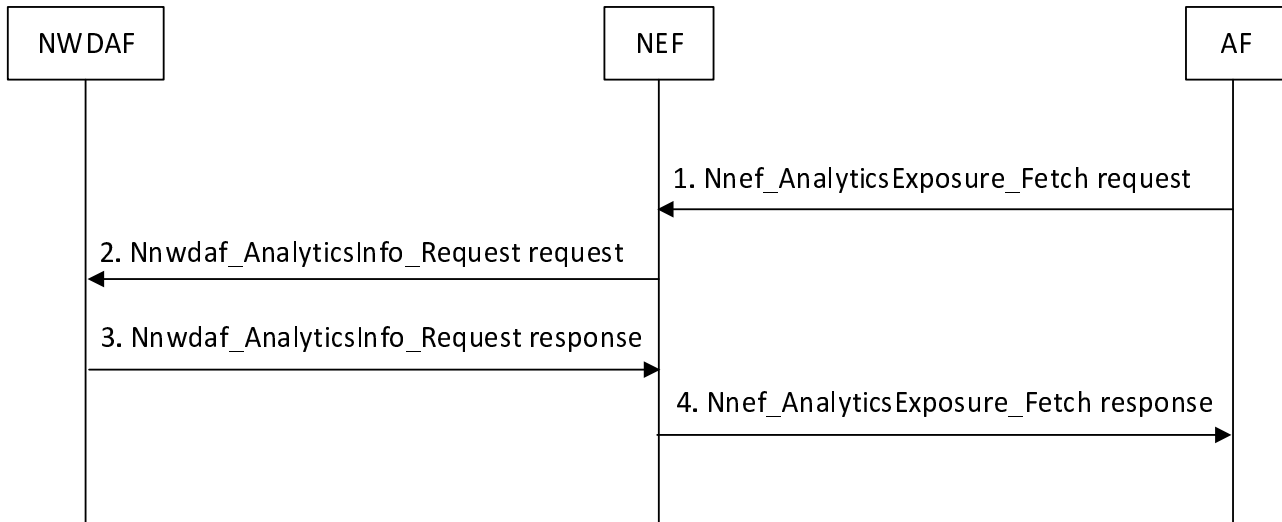 NWDAF
NEF
AF
1. Nnef_AnalyticsExposure_Fetch request
2. Nnwdaf_AnalyticsInfo_Request request
3. Nnwdaf_AnalyticsInfo_Request response
4. Nnef_AnalyticsExposure_Fetch response